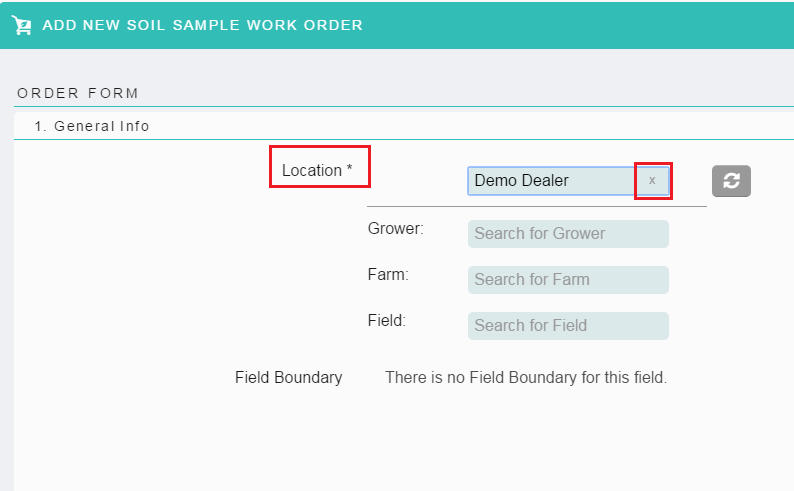 ADD NEW SOIL SAMPLE WORK ORDER
ORDER FORM
1. General Info
Location * Demo Dealer x
Grower: Search for Grower
Farm: Search for Farm
Field: Search for Field
Field Boundary There is no Field Boundary for this field.